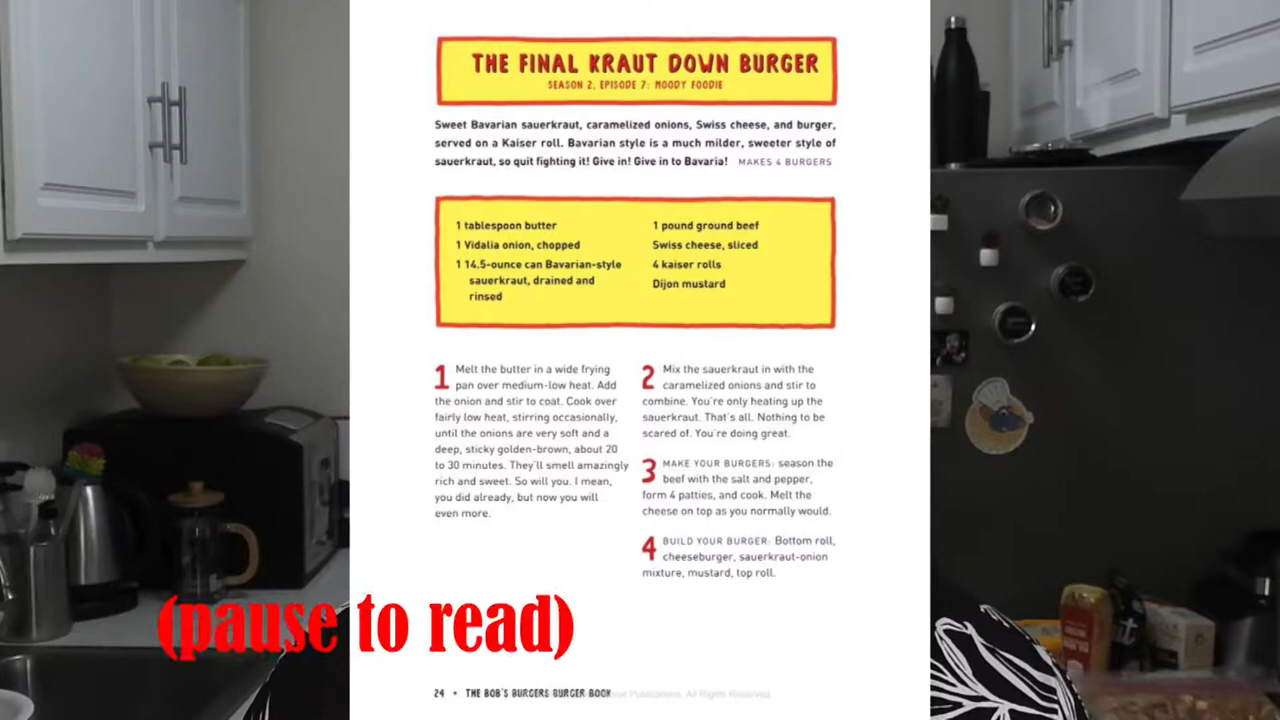 THE FINAL KRAUT DOWN BURGER
SEASON 2, EPISODE 7: MOODY FOODIE
Sweet Bavarian sauerkraut, caramelized onions, Swiss cheese, and burger,
served on a Kaiser roll. Bavarian style is a much milder, sweeter style of
sauerkraut, so quit fighting it! Give in! Give in to Bavaria! MAKES 4 BURGERS
1 tablespoon butter
1 Vidalia onion, chopped
1 14.5-ounce can Bavarian-style
sauerkraut, drained and
rinsed
1 pound ground beef
Swiss cheese, sliced
4 kaiser rolls
Dijon mustard
1 Melt the butter in a wide frying
pan over medium-low heat. Add
the onion and stir to coat. Cook over
fairly low heat, stirring occasionally,
until the onions are very soft and a
deep, sticky golden-brown, about 20
to 30 minutes. They'll smell amazingly
rich and sweet. So will you. I mean,
you did already, but now you will
even more.
2 Mix the sauerkraut in with the
caramelized onions and stir to
combine. You're only heating up the
sauerkraut. That's all. Nothing to be
scared of. You're doing great.
3 MAKE YOUR BURGERS: season the
beef with the salt and pepper,
form 4 patties, and cook. Melt the
cheese on top as you normally would.
4 BUILD YOUR BURGER: Bottom roll,
cheeseburger, sauerkraut-onion
mixture, mustard, top roll.
(pause to read)
24 • THE BOB'S BURGERS BURGER BOOK
Publications. All Rights Reserved